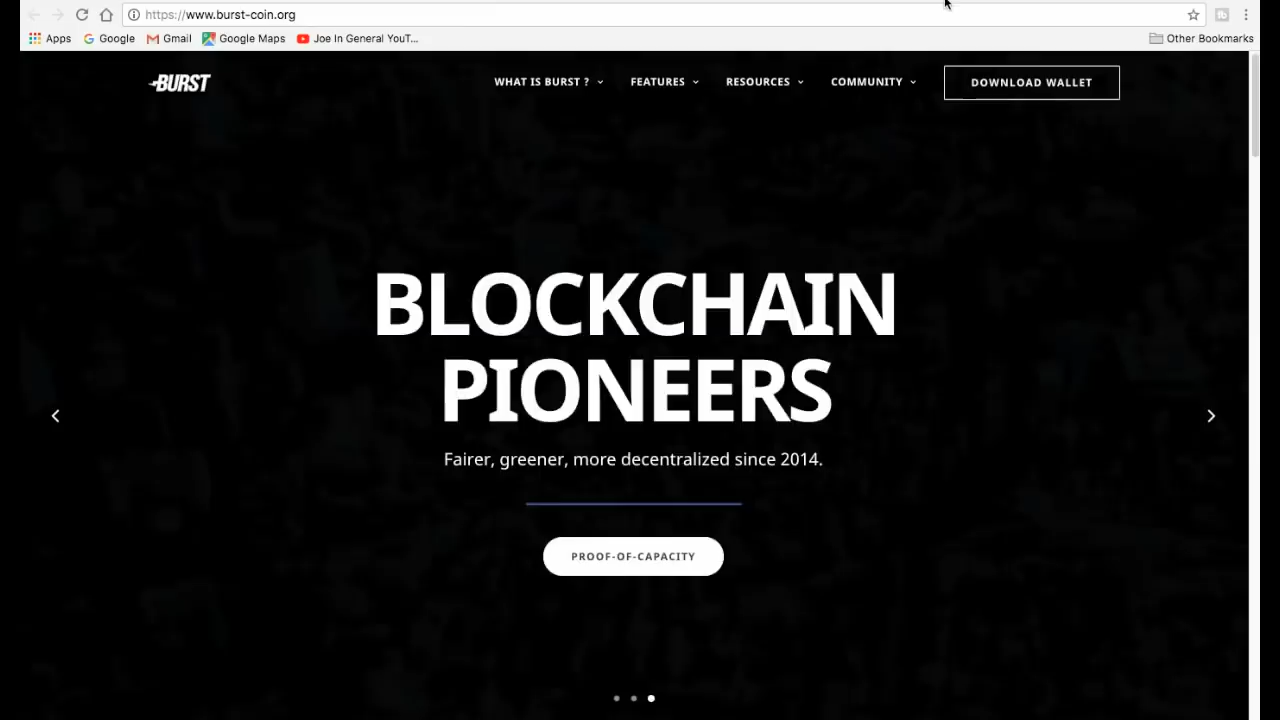 https://www.burst-coin.org
Apps Google Gmail Google Maps Joe In General YouT... Other Bookmarks
BURST WHAT IS BURST ? FEATURES RESOURCES COMMUNITY DOWNLOAD WALLET
BLOCKCHAIN
PIONEERS
Fairer, greener, more decentralized since 2014.
PROOF-OF-CAPACITY